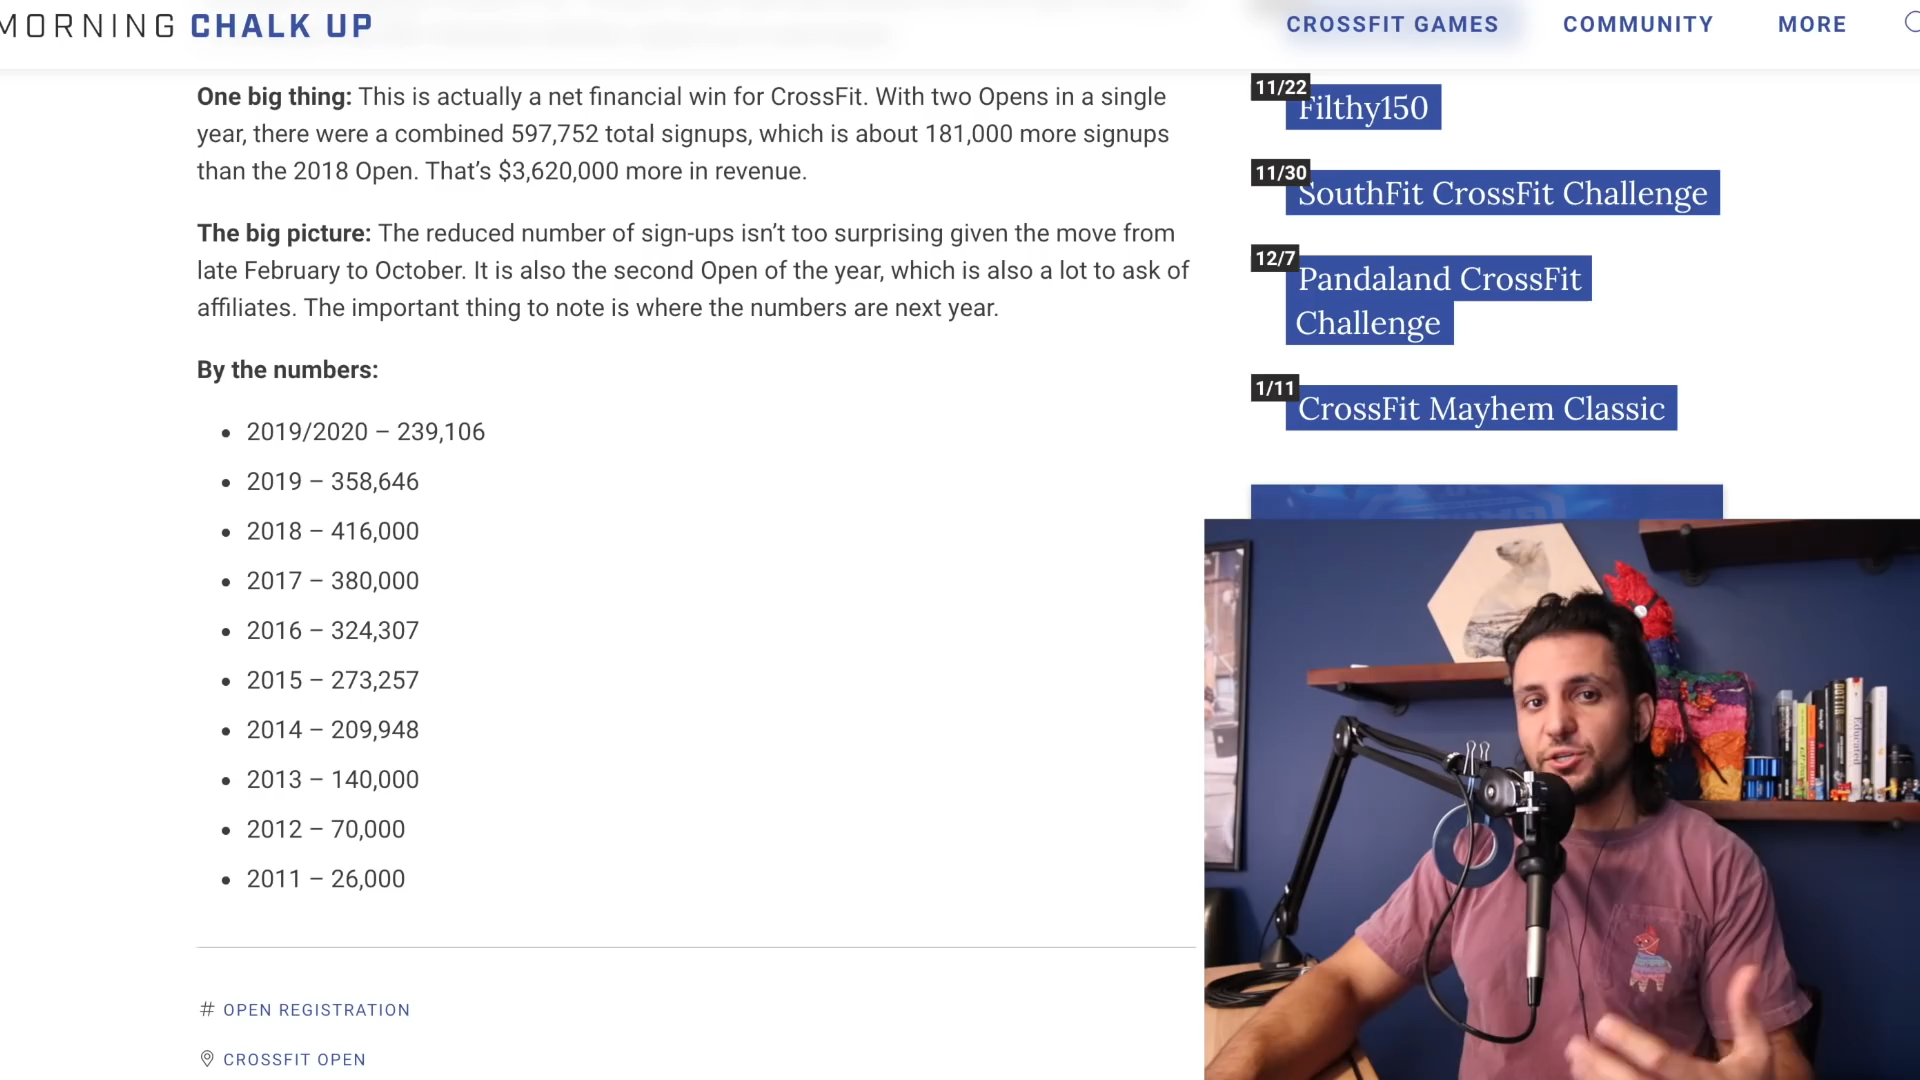 MORNING CHALK UP
CROSSFIT GAMES
COMMUNITY
MORE
One big thing: This is actually a net financial win for CrossFit. With two Opens in a single
year, there were a combined 597,752 total signups, which is about 181,000 more signups
than the 2018 Open. That’s $3,620,000 more in revenue.
The big picture: The reduced number of sign-ups isn’t too surprising given the move from
late February to October. It is also the second Open of the year, which is also a lot to ask of
affiliates. The important thing to note is where the numbers are next year.
By the numbers:
• 2019/2020 – 239,106
• 2019 – 358,646
• 2018 – 416,000
• 2017 – 380,000
• 2016 – 324,307
• 2015 – 273,257
• 2014 – 209,948
• 2013 – 140,000
• 2012 – 70,000
• 2011 – 26,000
# OPEN REGISTRATION
CROSSFIT OPEN
11/22
Filthy150
11/30
SouthFit CrossFit Challenge
12/7
Pandaland CrossFit
Challenge
1/11
CrossFit Mayhem Classic
Educated